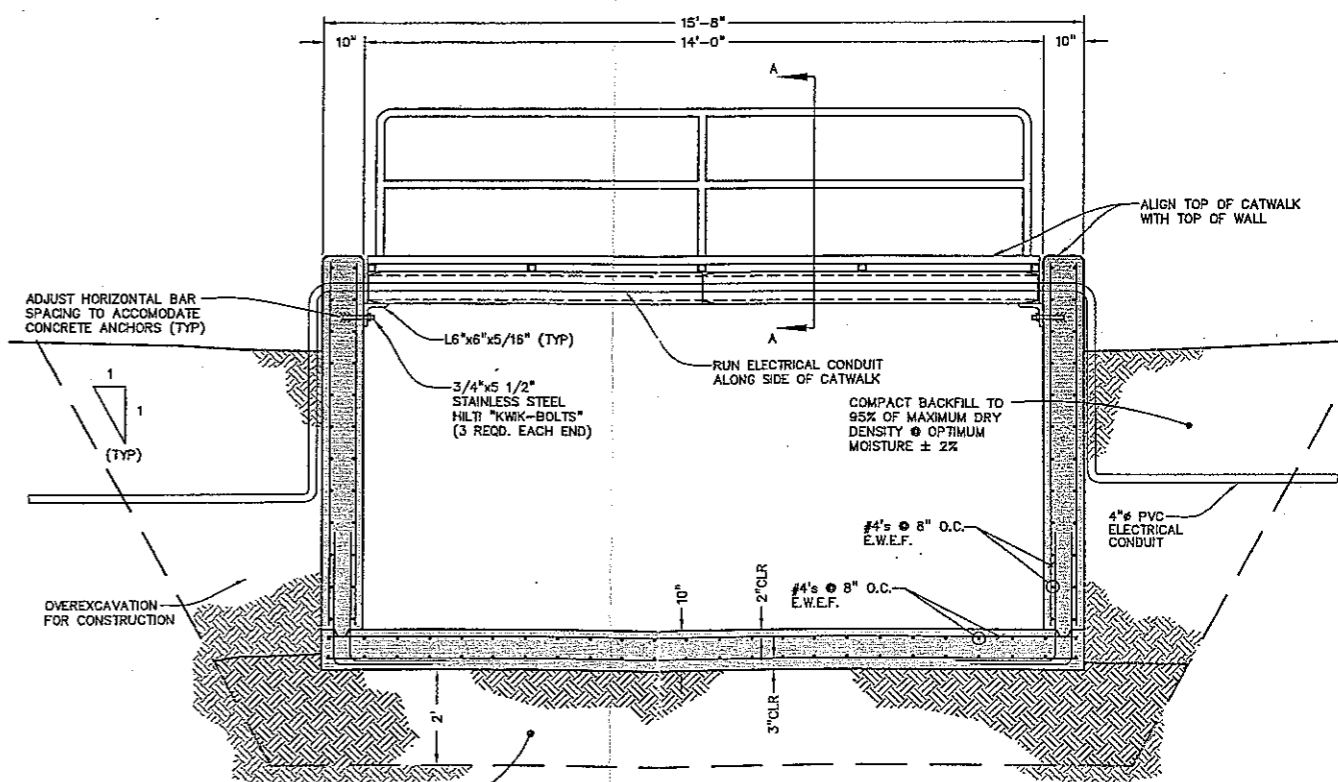 15'-8"
10"
14'-0"
10"
A
ALIGN TOP OF CATWALK
WITH TOP OF WALL
ADJUST HORIZONTAL BAR
SPACING TO ACCOMODATE
CONCRETE ANCHORS (TYP)
L6"x6"x5/16" (TYP)
A
RUN ELECTRICAL CONDUIT
ALONG SIDE OF CATWALK
1
1
(TYP)
3/4"x5 1/2"
STAINLESS STEEL
HILTI "KWIK-BOLTS"
(3 REQD. EACH END)
COMPACT BACKFILL TO
95% OF MAXIMUM DRY
DENSITY @ OPTIMUM
MOISTURE ± 2%
4"ø PVC
ELECTRICAL
CONDUIT
#4's @ 8" O.C.
E.W.E.F.
OVEREXCAVATION
FOR CONSTRUCTION
10"
2"CLR
#4's @ 8" O.C.
E.W.E.F.
2'
3"CLR